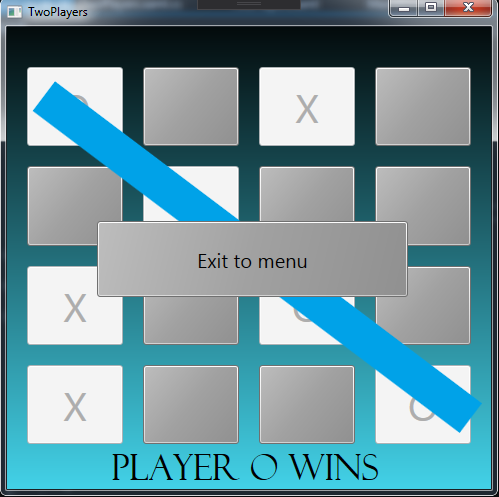 TwoPlayers
O X
Exit to menu
X O
X O
PLAYER O WINS